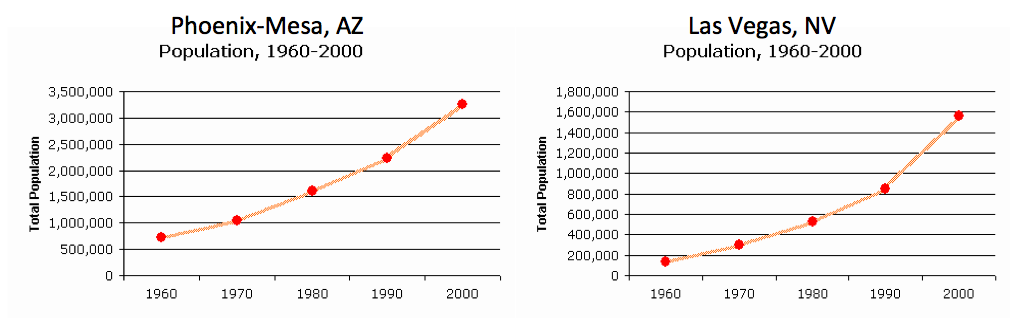 Phoenix-Mesa, AZ
Population, 1960-2000
Total Population
3,500,000
3,000,000
2,500,000
2,000,000
1,500,000
1,000,000
500,000
0
1960 1970 1980 1990 2000
Las Vegas, NV
Population, 1960-2000
Total Population
1,800,000
1,600,000
1,400,000
1,200,000
1,000,000
800,000
600,000
400,000
200,000
0
1960 1970 1980 1990 2000